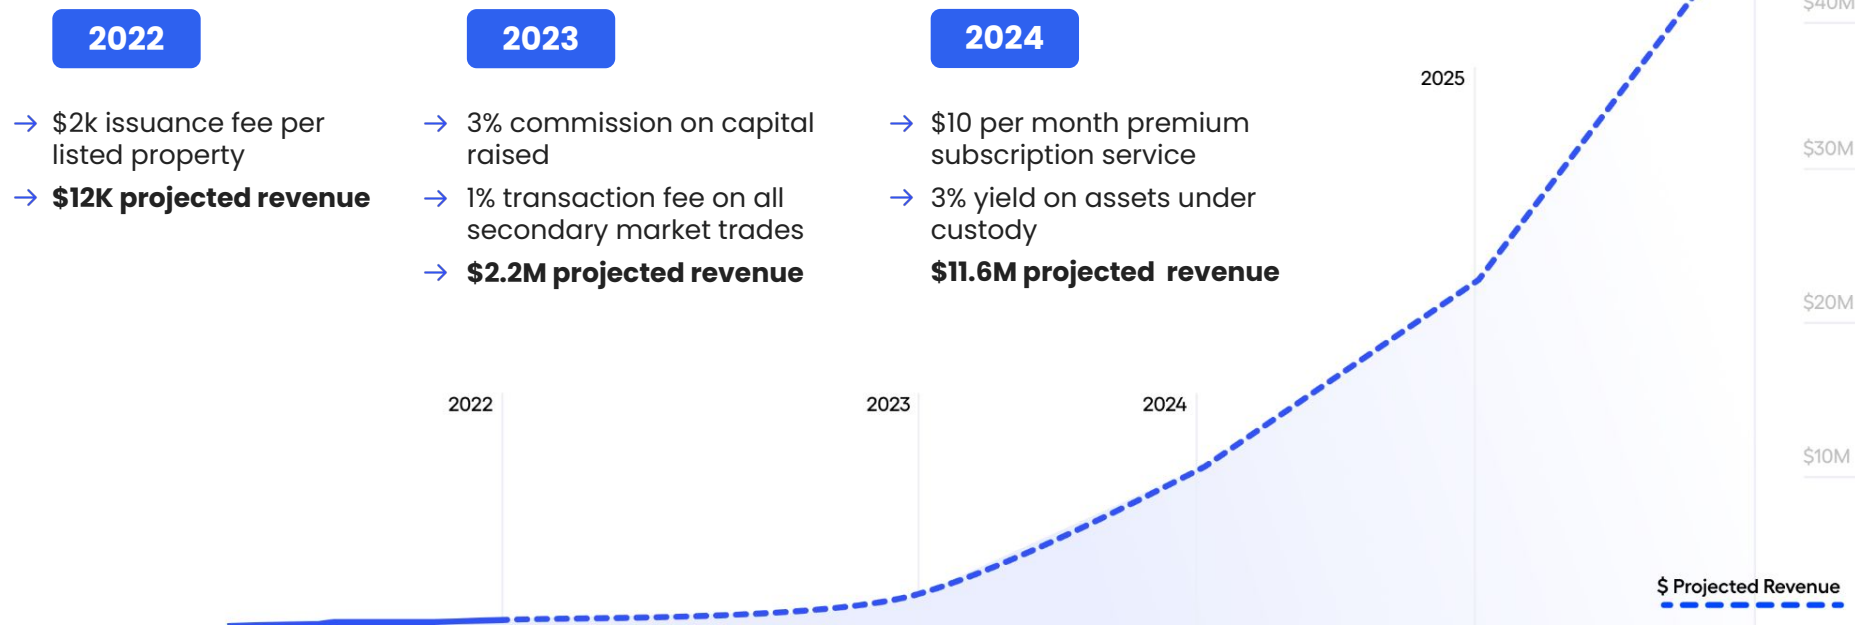 2022
$2k issuance fee per
listed property
$12K projected revenue
2023
3% commission on capital
raised
1% transaction fee on all
secondary market trades
$2.2M projected revenue
2024
$10 per month premium
subscription service
3% yield on assets under
custody
$11.6M projected revenue
2022
2023
2024
2025
$40M
$30M
$20M
$10M
$ Projected Revenue